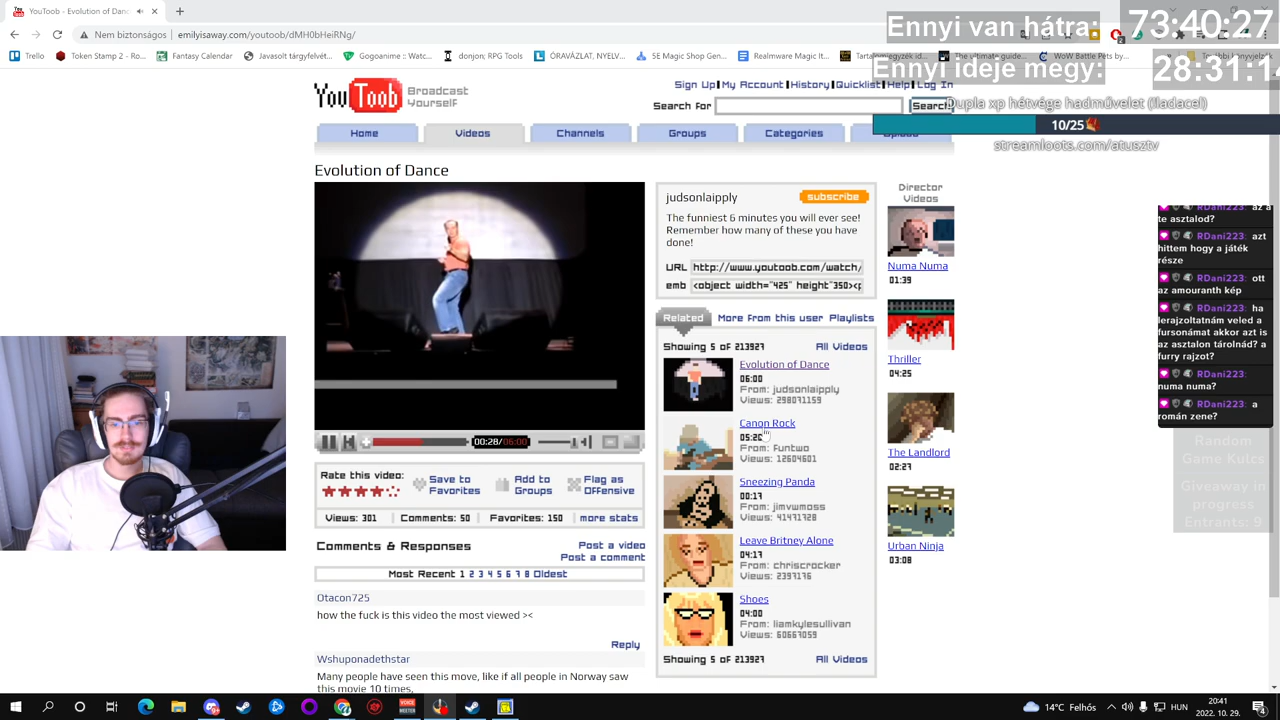 YouToob - Evolution of Danc
Nem biztonságos
emilyisaway.com/youtoob/dMH0bHeiRNg/
Trello
Token Stamp 2 - Ro...
Fantasy Calendar
Javasolt tárgyfelvét...
donjon; RPG Tools
ÓRAVÁZLAT, NYELV...
5E Magic Shop Gen...
Realmware Magic It...
WoW Battle Pets by...
Ennyi van hátra:
73:40:27
Ennyi ideje megy:
28:31:14
Dupla xp hétvége hadművelet (iladacel)
10/25
streamloots.com/atusztv
YouToob
Broadcast
Yourself
Sign Up
My Account
History
Quicklist
Help
Log In
Search for
Search
Home
Videos
Channels
Groups
Categories
Upload
Evolution of Dance
judsonlaipply
subscribe
The funniest 6 minutes you will ever see!
Remember how many of these you have
done!
URL http://www.youtoob.com/watch/
emb <object width="425" height"350><p
00:28/06:00
Rate this video:
Save to
Favorites
Add to
Groups
Flag as
Offensive
Views: 301
Comments: 50
Favorites: 150
more stats
Comments & Responses
Post a video
Post a comment
Most Recent 1 2 3 4 5 6 7 8 Oldest
Otacon725
how the fuck is this video the most viewed ><
Reply
Wshuponadethstar
Many people have seen this move, like if all people in Norway saw
this movie 10 times,
Related
More from this user
Playlists
Showing 5 of 213927
All Videos
Evolution of Dance
06:00
From: judsonlaipply
Views: 298071159
Canon Rock
From: Funtwo
Views: 12604601
Sneezing Panda
00:17
From: jimvwmoss
Views: 41471728
Leave Britney Alone
04:17
From: chriscrocker
Views: 2397176
Shoes
04:00
From: liamkylesullivan
Views: 60667059
Showing 5 of 213927
All Videos
Director
Videos
Numa Numa
01:39
Thriller
04:25
The Landlord
02:27
Urban Ninja
03:08
RDani223: az a
te asztalod?
RDani223: azt
hittem hogy a játék
része
RDani223: ott
az amouranth kép
RDani223: ha
lerajzoltatnám veled a
fursonámat akkor azt is
az asztalon tárolnád? a
furry rajzot?
RDani223:
numa numa?
RDani223: a
román zene?
Random
Game Kulcs
Giveaway in
progress
Entrants: 9
14°C Felhős
HUN
20:41
2022. 10. 29.